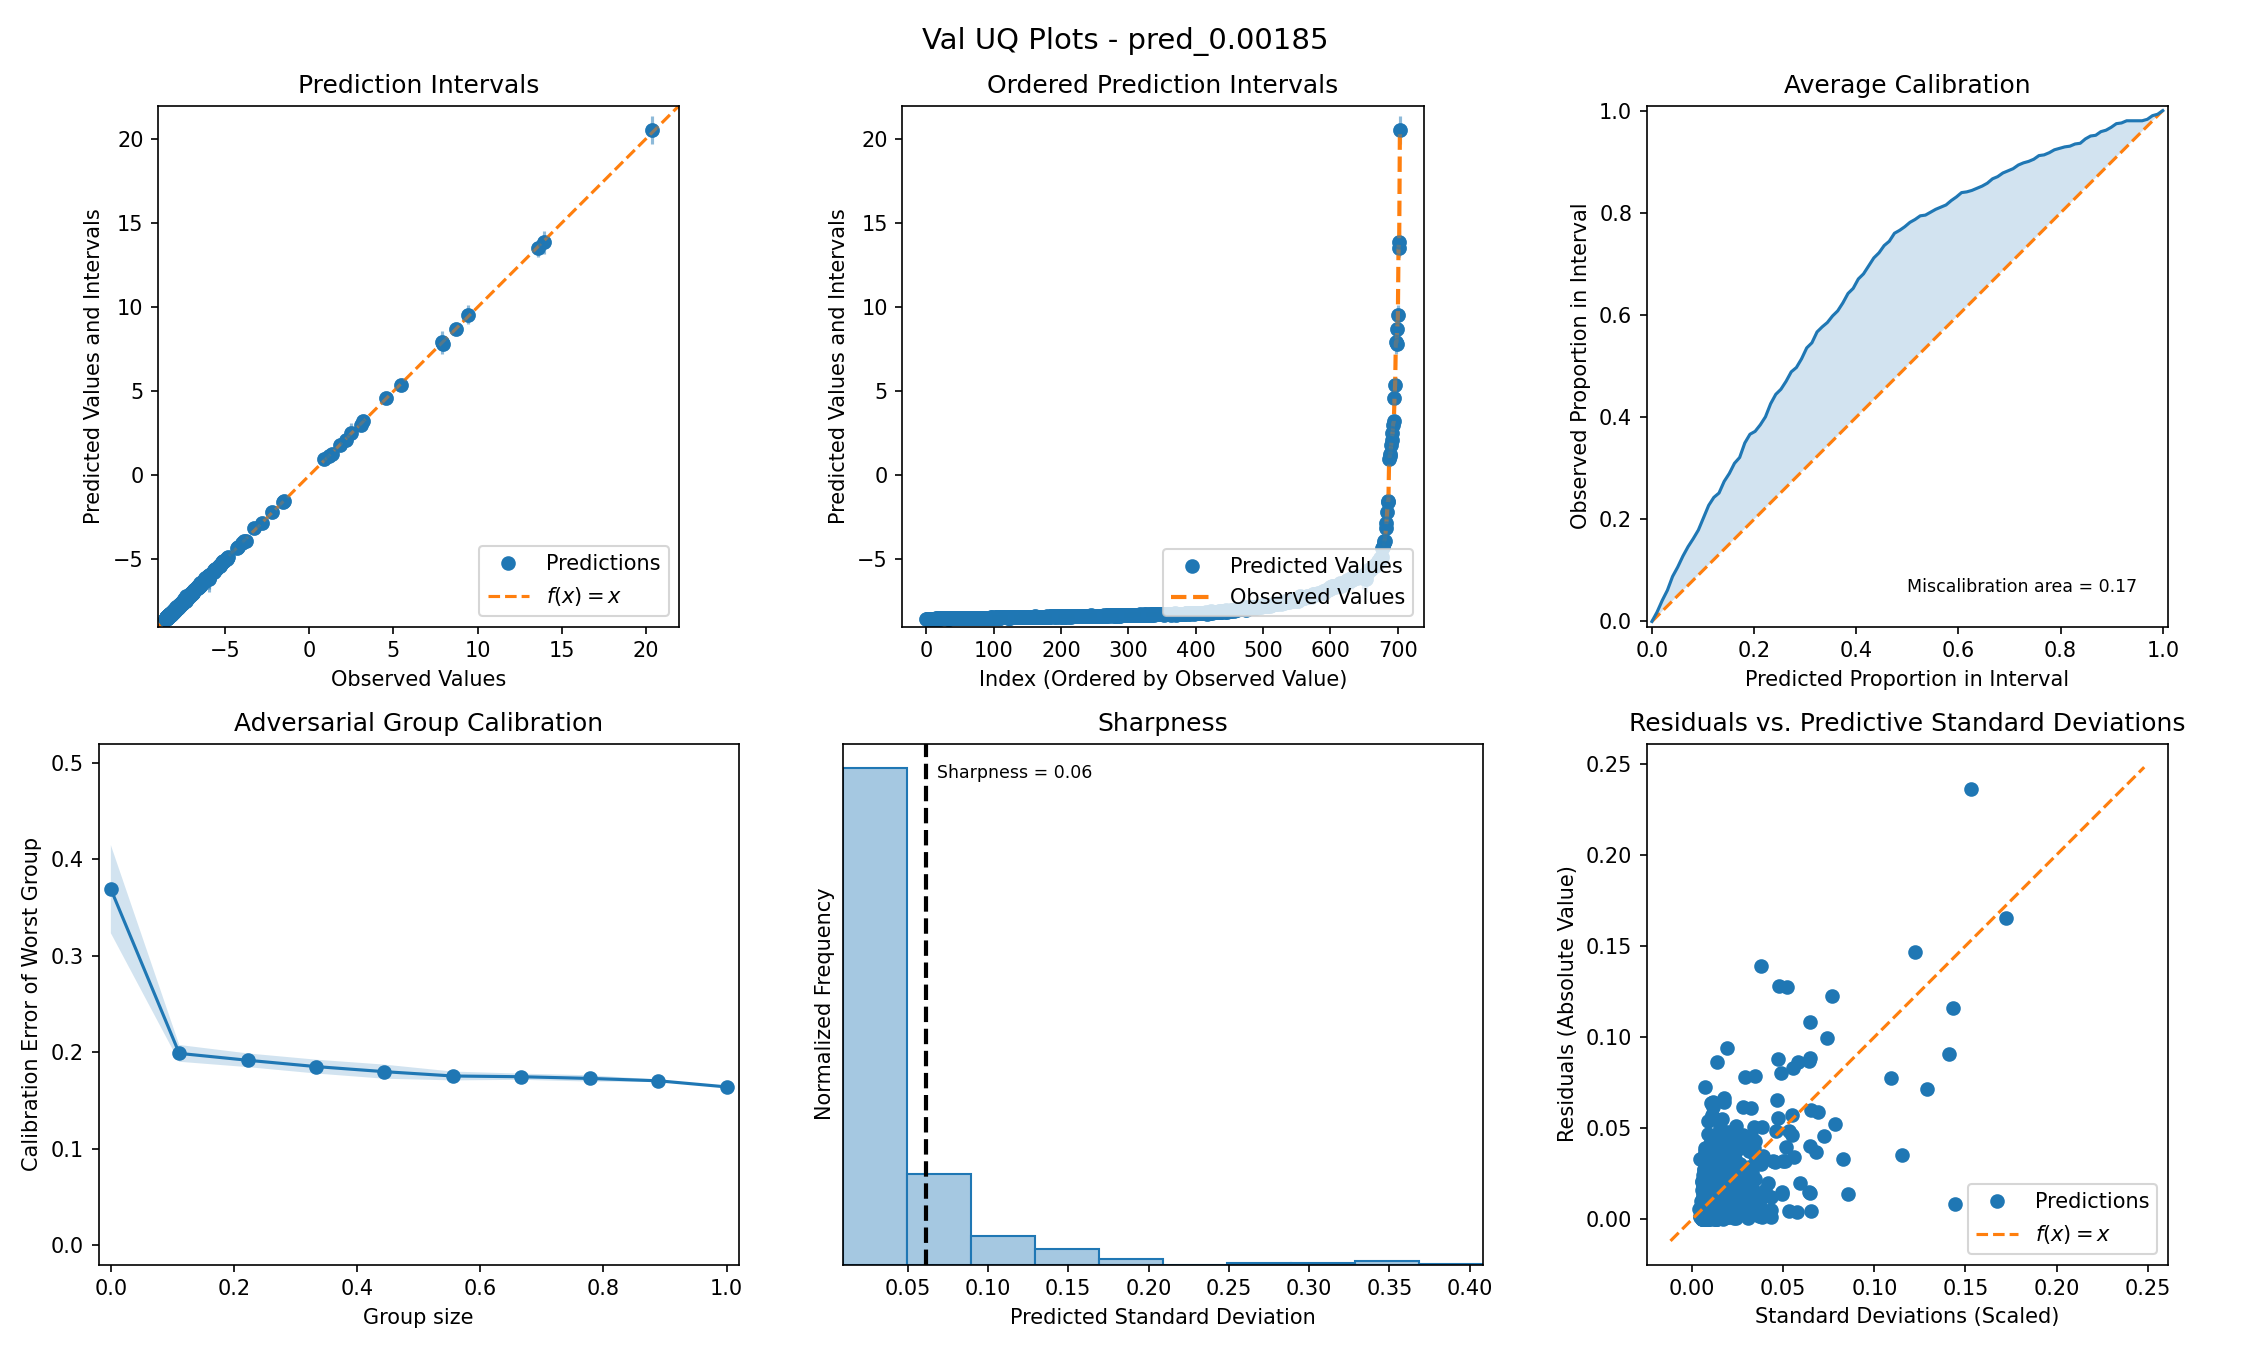 Val UQ Plots - pred_0.00185
Prediction Intervals
Predicted Values and Intervals
20
15
10
5
0
−5
−5
0
5
10
15
20
Observed Values
Predictions
f(x) = x
Ordered Prediction Intervals
Predicted Values and Intervals
20
15
10
5
0
−5
0
100
200
300
400
500
600
700
Index (Ordered by Observed Value)
Predicted Values
Observed Values
Average Calibration
Observed Proportion in Interval
1.0
0.8
0.6
0.4
0.2
0.0
0.0
0.2
0.4
0.6
0.8
1.0
Predicted Proportion in Interval
Miscalibration area = 0.17
Adversarial Group Calibration
Calibration Error of Worst Group
0.5
0.4
0.3
0.2
0.1
0.0
0.0
0.2
0.4
0.6
0.8
1.0
Group size
Sharpness
Normalized Frequency
Sharpness = 0.06
0.05
0.10
0.15
0.20
0.25
0.30
0.35
0.40
Predicted Standard Deviation
Residuals vs. Predictive Standard Deviations
Residuals (Absolute Value)
0.25
0.20
0.15
0.10
0.05
0.00
0.00
0.05
0.10
0.15
0.20
0.25
Standard Deviations (Scaled)
Predictions
f(x) = x